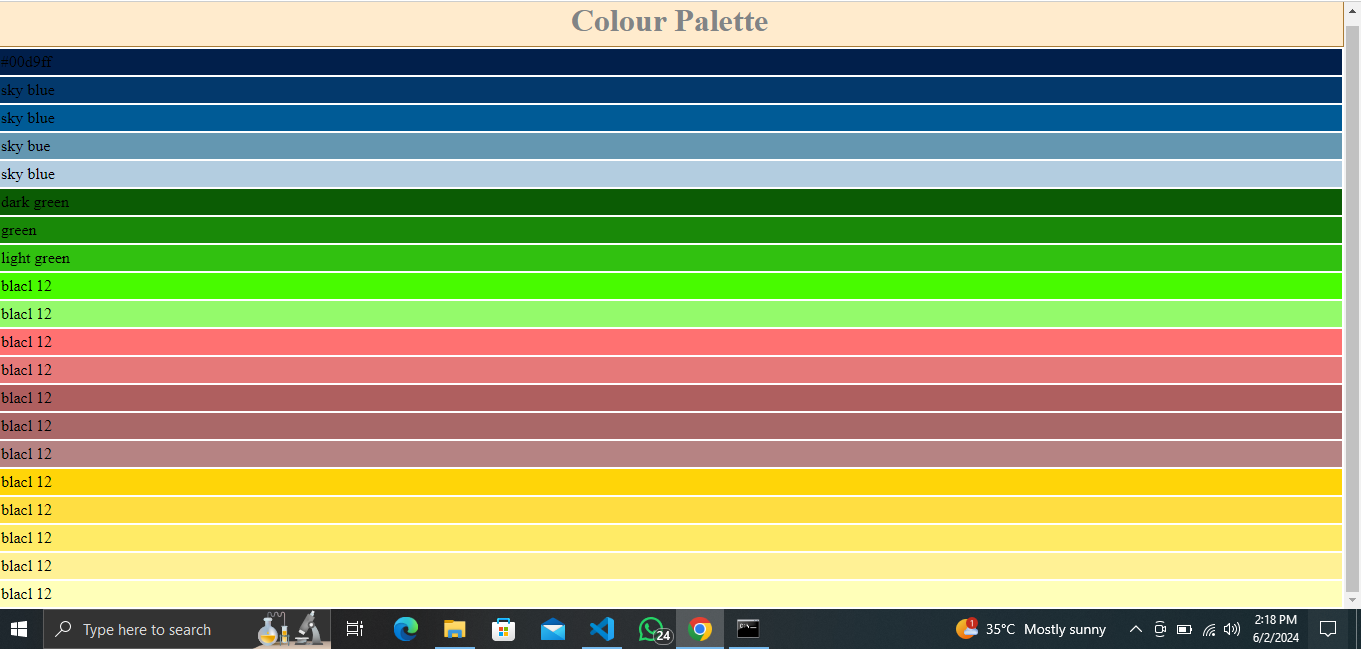 Colour Palette
#00d9ff
sky blue
sky blue
sky bue
sky blue
dark green
green
light green
blacl 12
blacl 12
blacl 12
blacl 12
blacl 12
blacl 12
blacl 12
blacl 12
blacl 12
blacl 12
blacl 12
blacl 12
Type here to search
24
1
35°C Mostly sunny
2:18 PM
6/2/2024